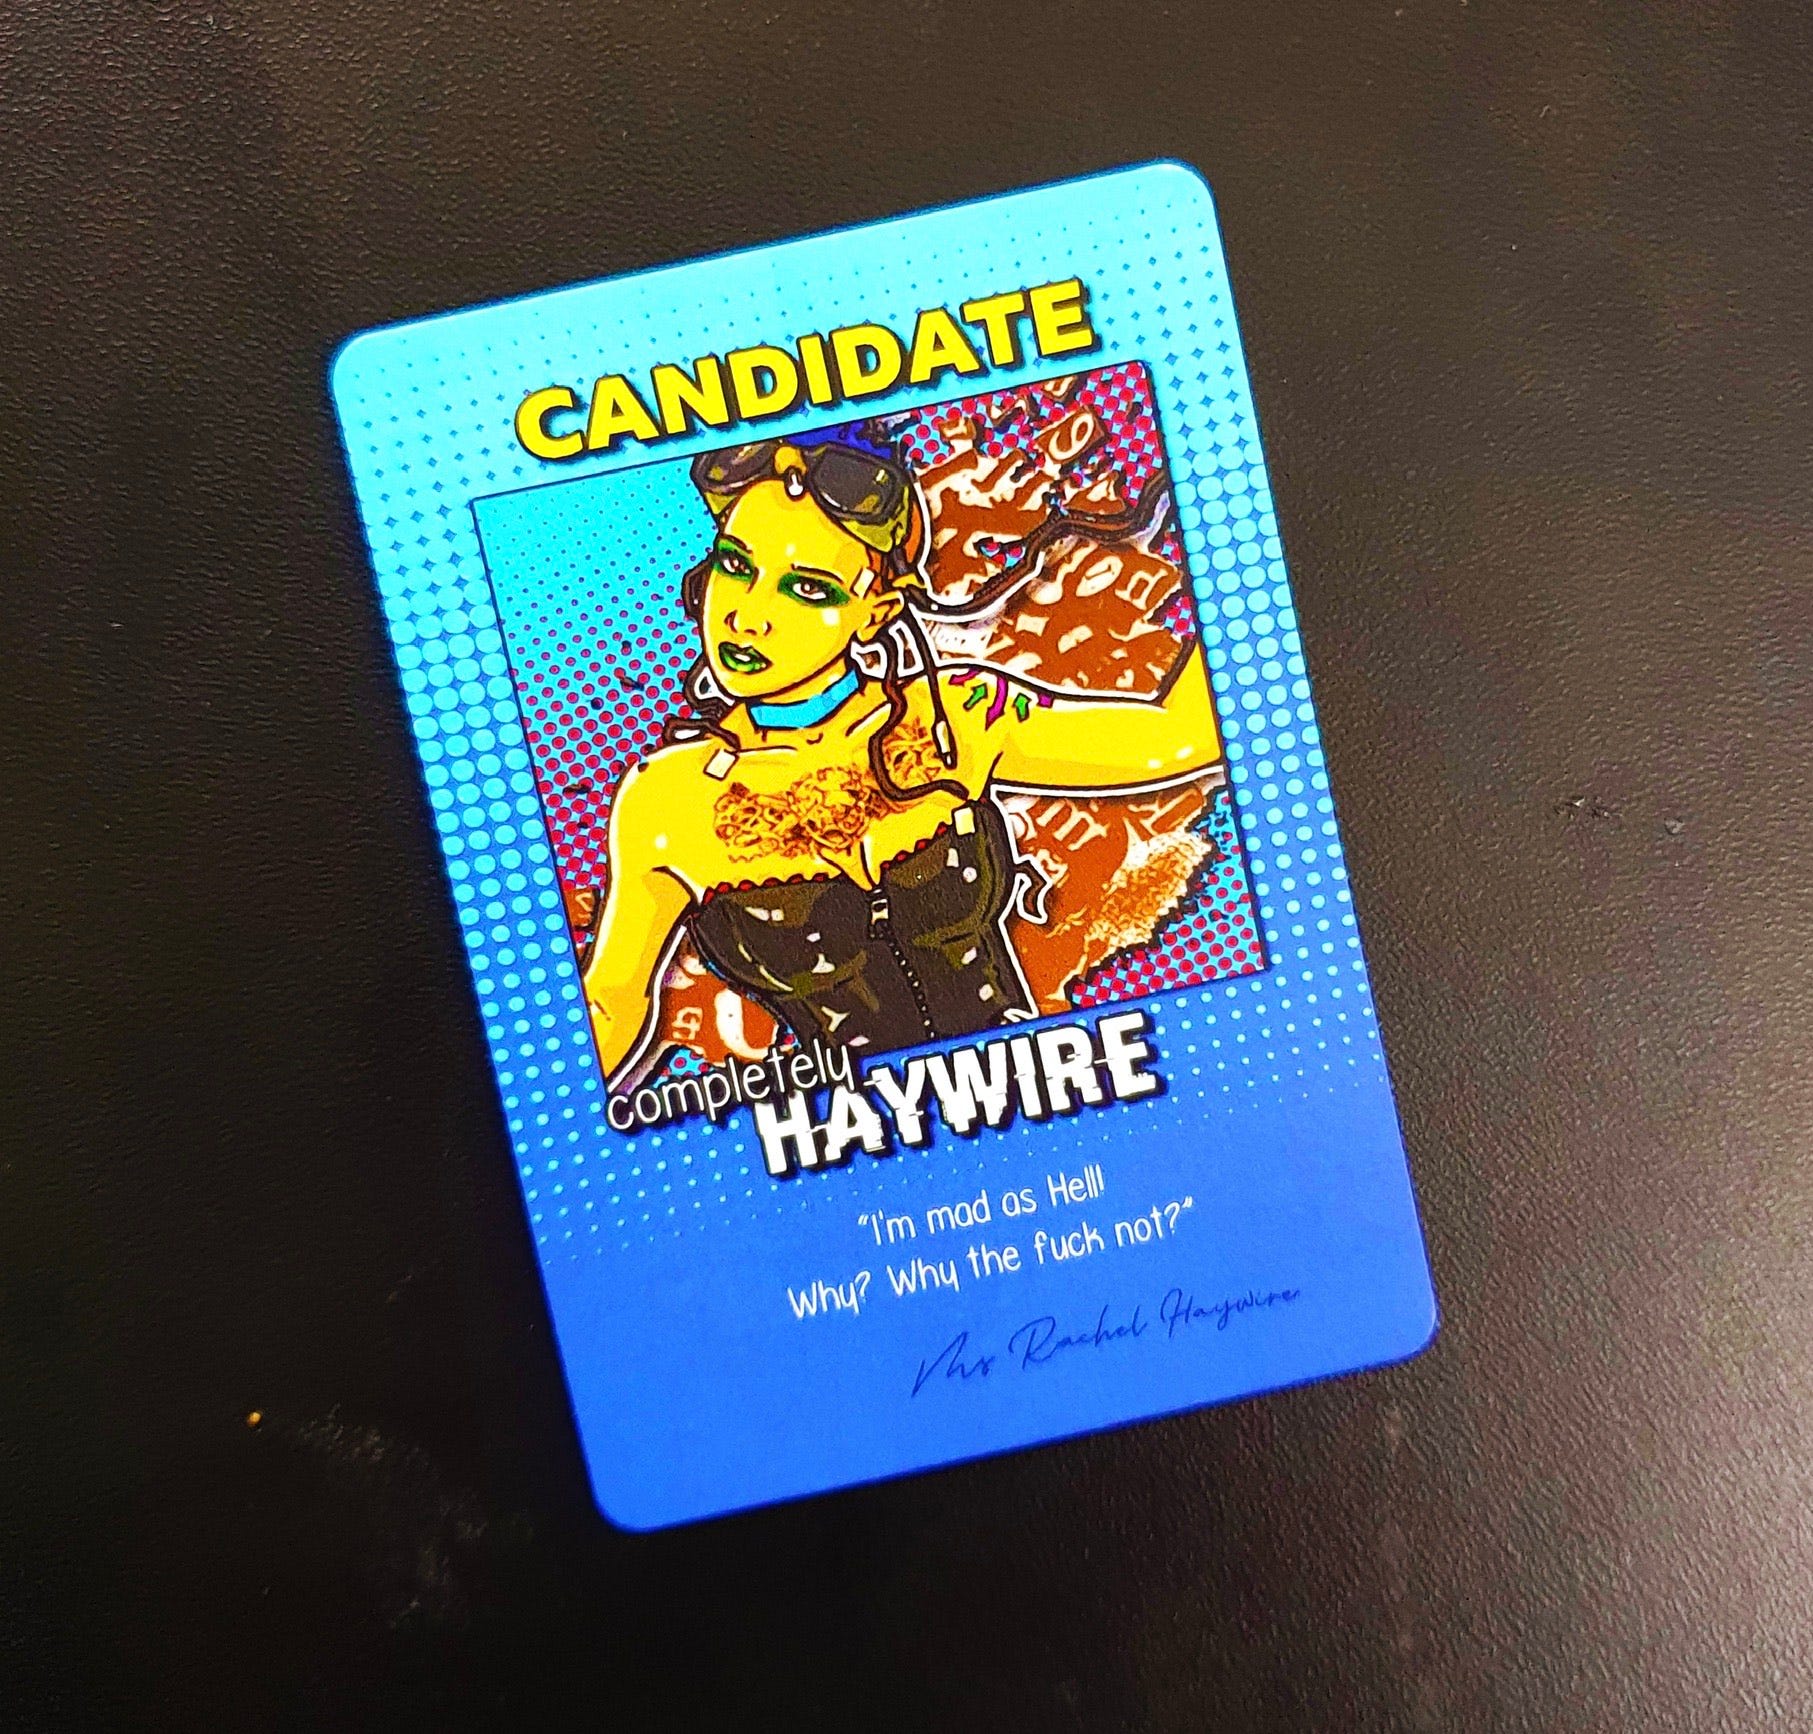 CANDIDATE
completely
HAYWIRE
"I'm mad as Hell!
Why? Why the fuck not?"
Ms Rachel Haywire